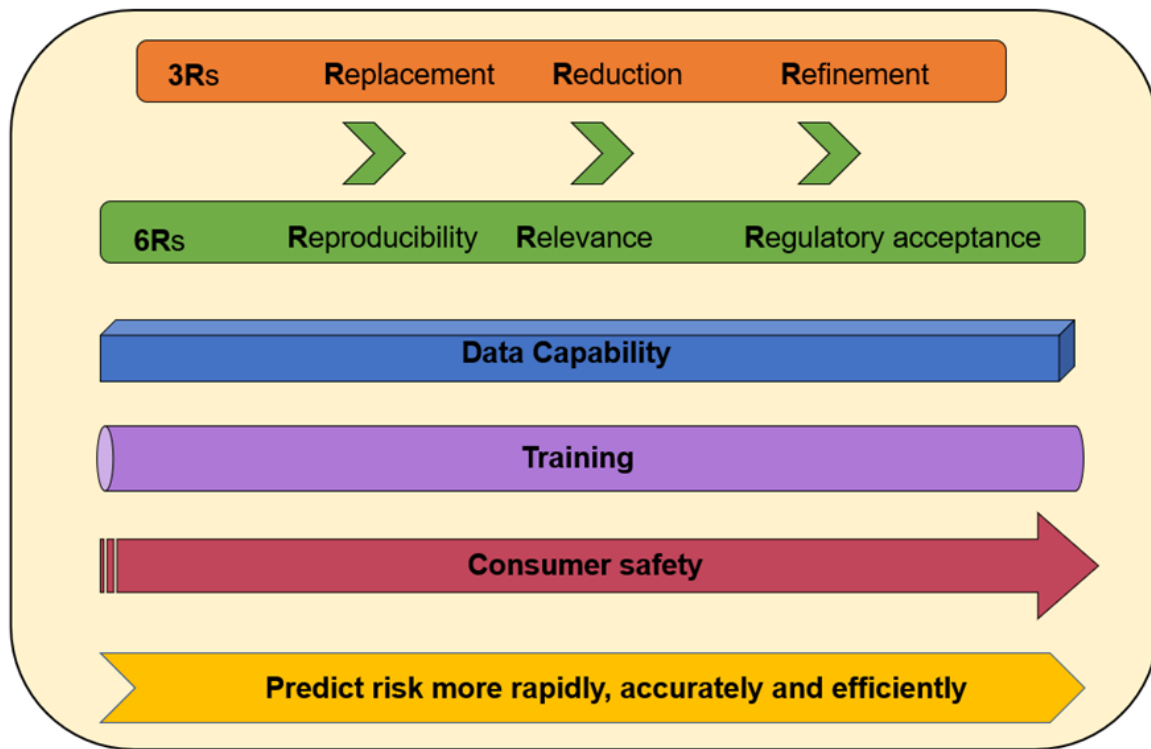 3Rs Replacement Reduction Refinement
6Rs Reproducibility Relevance Regulatory acceptance
Data Capability
Training
Consumer safety
Predict risk more rapidly, accurately and efficiently